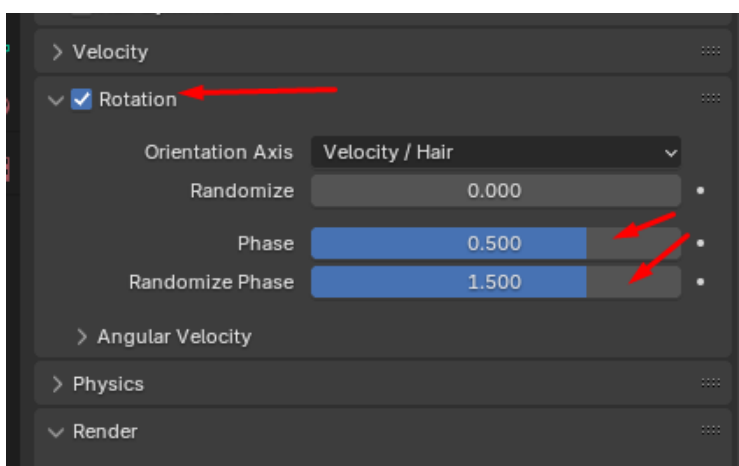 Velocity
Rotation
Orientation Axis Velocity / Hair
Randomize 0.000
Phase 0.500
Randomize Phase 1.500
Angular Velocity
Physics
Render